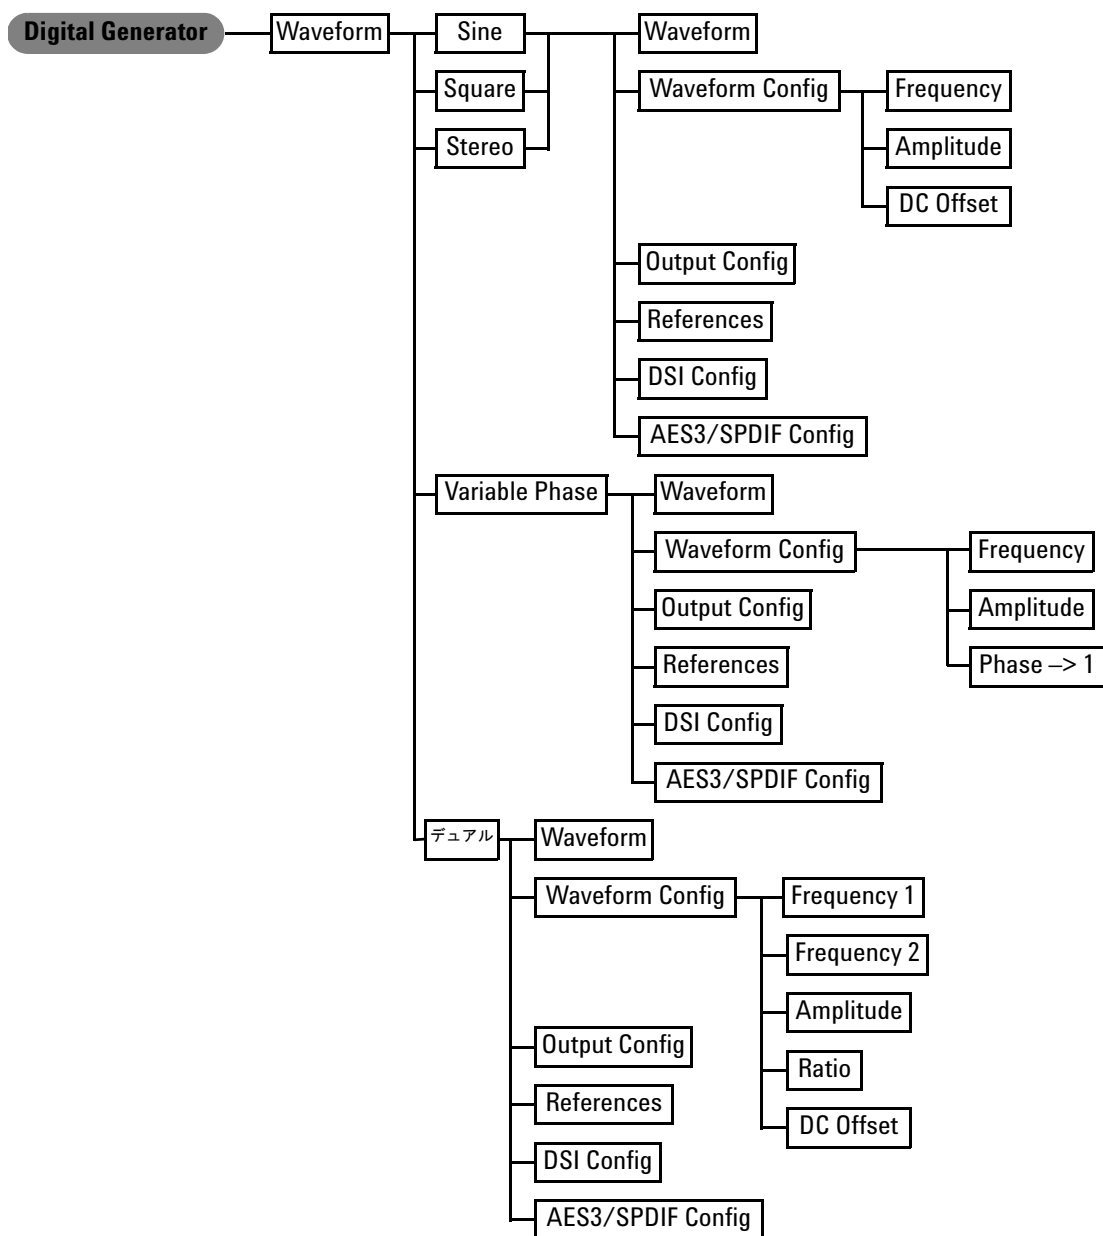 Digital Generator
Waveform
Sine
Square
Stereo
Waveform
Waveform Config
Frequency
Amplitude
DC Offset
Output Config
References
DSI Config
AES3/SPDIF Config
Variable Phase
Waveform
Waveform Config
Frequency
Amplitude
Phase –> 1
Output Config
References
DSI Config
AES3/SPDIF Config
デュアル
Waveform
Waveform Config
Frequency 1
Frequency 2
Amplitude
Ratio
DC Offset
Output Config
References
DSI Config
AES3/SPDIF Config